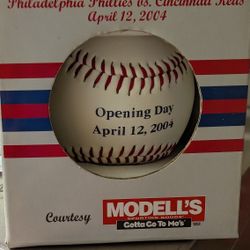 Philadelphia Phillies vs. Cincinnati Reds
April 12, 2004
Opening Day
April 12, 2004
Courtesy
MODELL'S
SPORTING GOODS
Gotta Go To Mo's